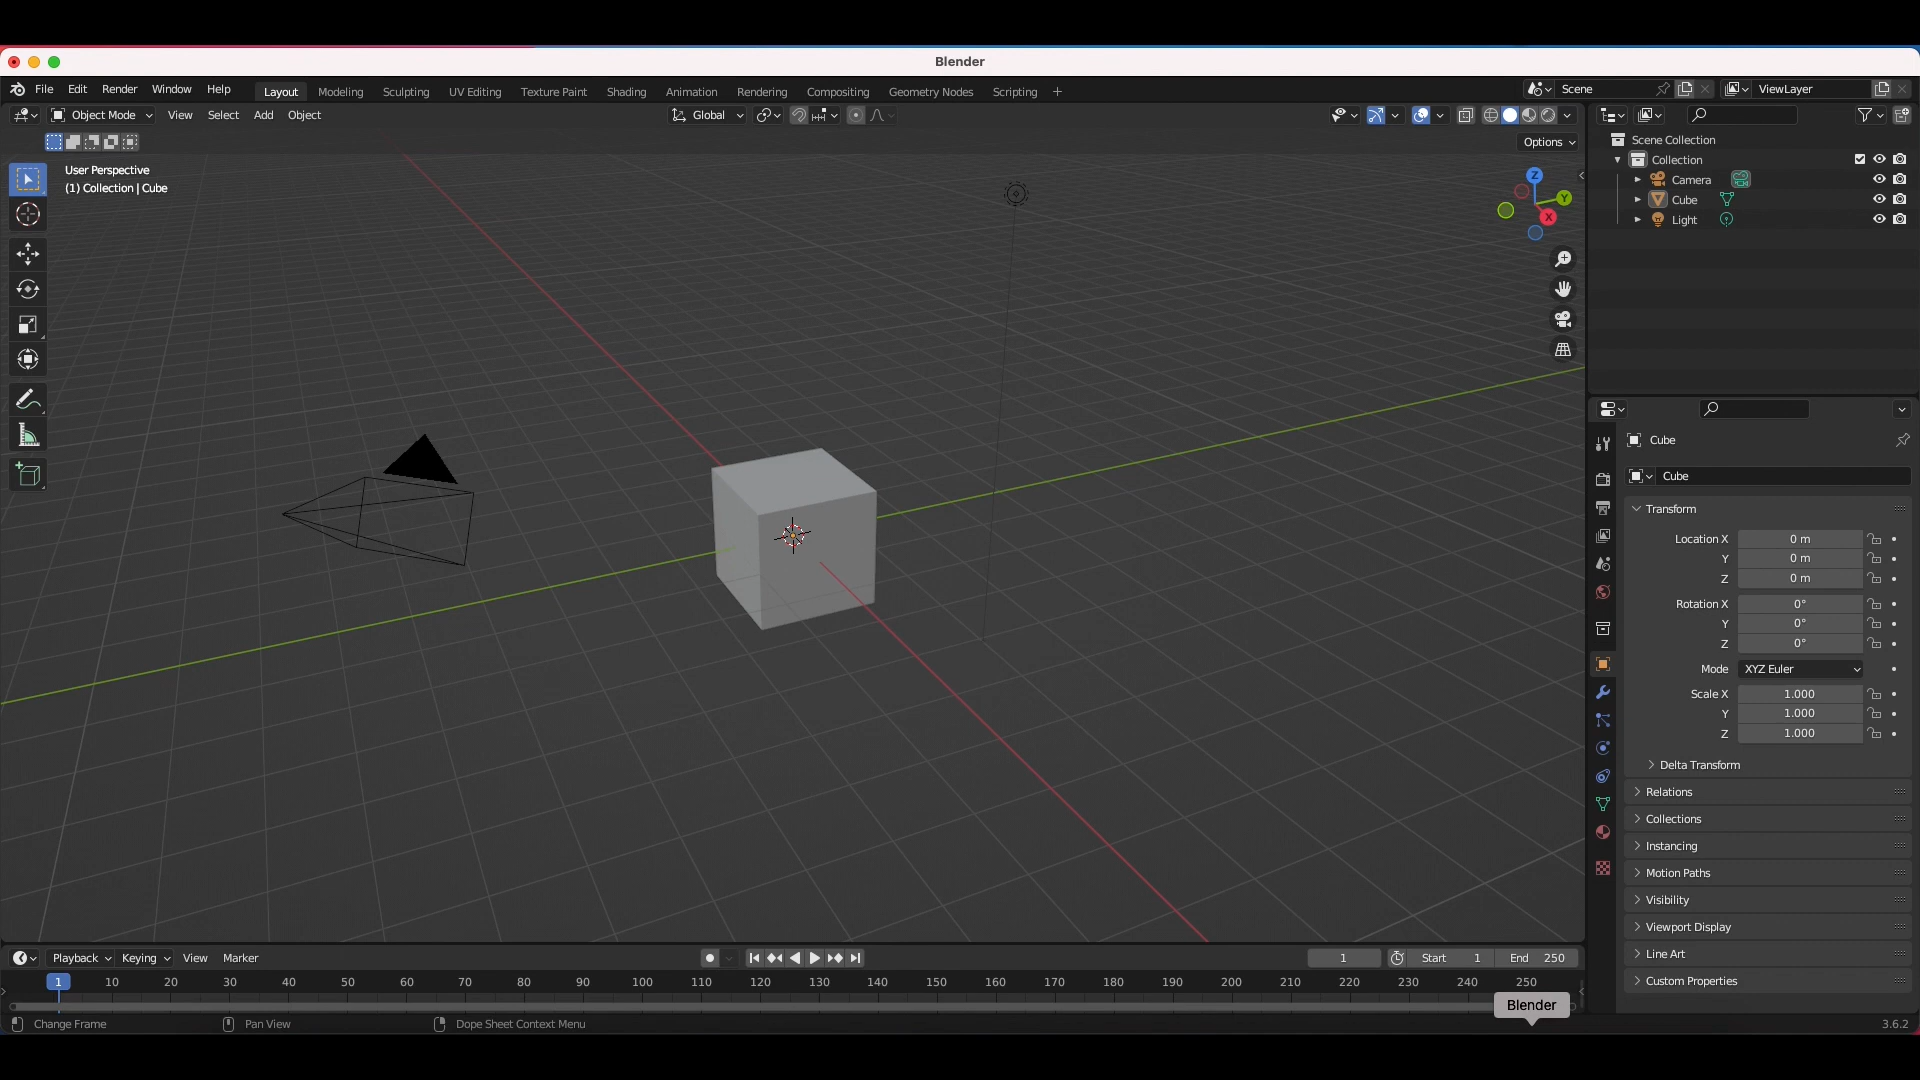 Blender
File Edit Render Window Help Layout Modeling Sculpting UV Editing Texture Paint Shading Animation Rendering Compositing Geometry Nodes Scripting + Scene ViewLayer
Object Mode View Select Add Object Global
Options
User Perspective
(1) Collection | Cube
Z
Y
X
Scene Collection
Collection
Camera
Cube
Light
Cube
Cube
Transform
Location X 0 m
Y 0 m
Z 0 m
Rotation X 0°
Y 0°
Z 0°
Mode XYZ Euler
Scale X 1.000
Y 1.000
Z 1.000
Delta Transform
Relations
Collections
Instancing
Motion Paths
Visibility
Viewport Display
Line Art
Custom Properties
Playback Keying View Marker 1 Start 1 End 250
1 10 20 30 40 50 60 70 80 90 100 110 120 130 140 150 160 170 180 190 200 210 220 230 240 250
Blender
Change Frame Pan View Dope Sheet Context Menu 3.6.2